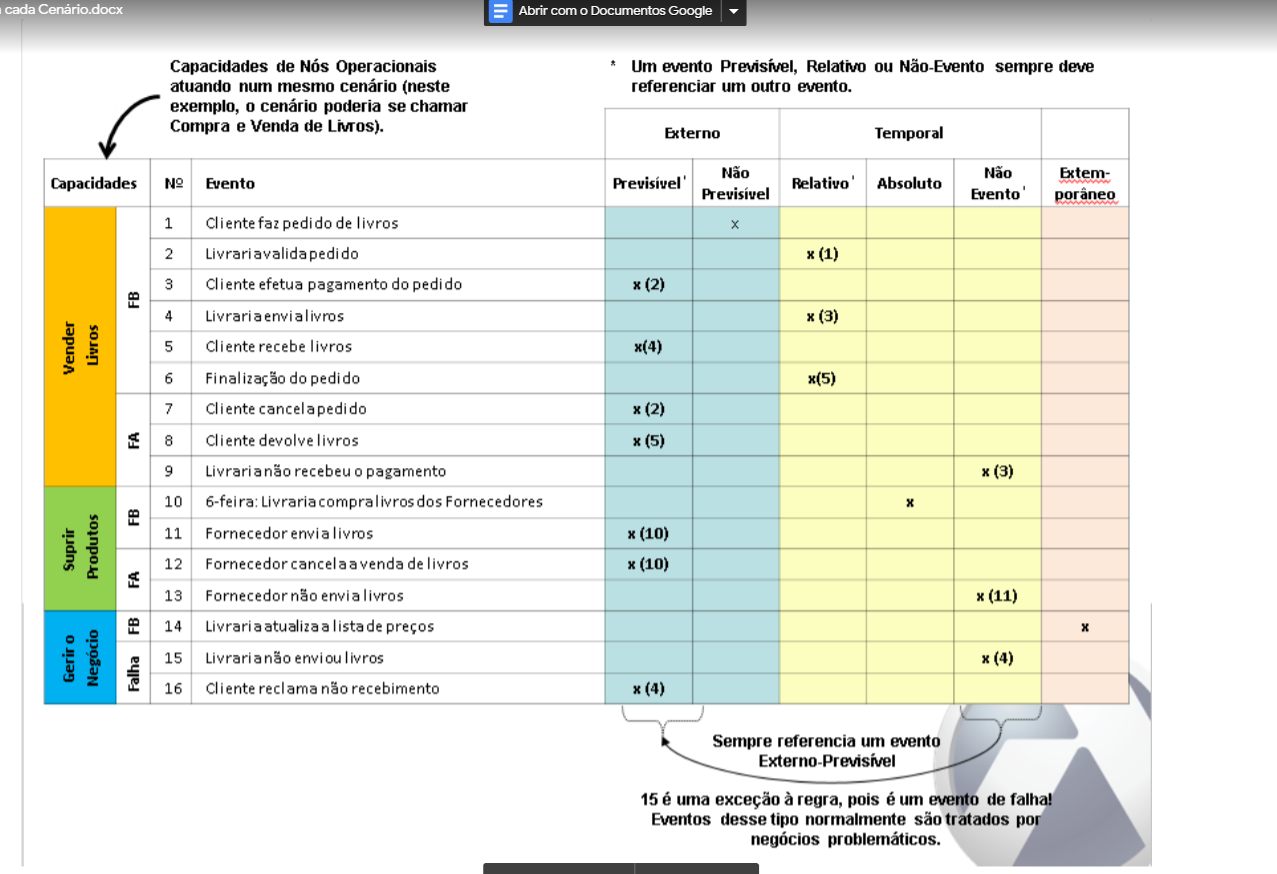 cada Cenário.docx
Abrir com o Documentos Google
Capacidades de Nós Operacionais
atuando num mesmo cenário (neste
exemplo, o cenário poderia se chamar
Compra e Venda de Livros).
* Um evento Previsível, Relativo ou Não-Evento sempre deve
referenciar um outro evento.
Externo Temporal
Capacidades Nº Evento Previsível' Não Previsível Relativo' Absoluto Não Evento' Extem-porâneo
Vender Livros
FB
1 Cliente faz pedido de livros x
2 Livraria valida pedido x (1)
3 Cliente efetua pagamento do pedido x (2)
4 Livraria envia livros x (3)
5 Cliente recebe livros x(4)
6 Finalização do pedido x(5)
FA
7 Cliente cancela pedido x (2)
8 Cliente devolve livros x (5)
9 Livraria não recebeu o pagamento x (3)
Suprir Produtos
FB
10 6-feira: Livraria compra livros dos Fornecedores x
11 Fornecedor envia livros x (10)
FA
12 Fornecedor cancela a venda de livros x (10)
13 Fornecedor não envia livros x (11)
Gerir o Negócio
FB
14 Livraria atualiza a lista de preços x
Falha
15 Livraria não enviou livros x (4)
16 Cliente reclama não recebimento x (4)
Sempre referencia um evento
Externo-Previsível
15 é uma exceção à regra, pois é um evento de falha!
Eventos desse tipo normalmente são tratados por
negócios problemáticos.